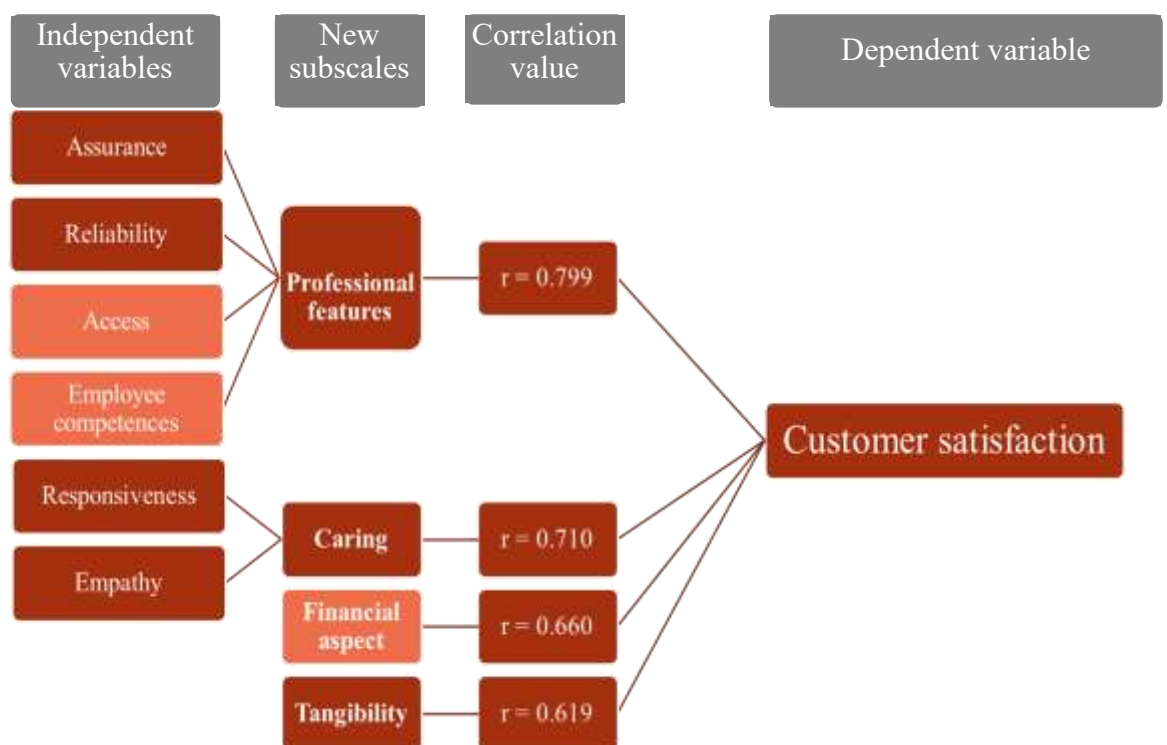 Independent
variables
New
subscales
Correlation
value
Dependent variable
Assurance
Reliability
Access
Employee
competences
Responsiveness
Empathy
Professional
features
Caring
Financial
aspect
Tangibility
r = 0.799
r = 0.710
r = 0.660
r = 0.619
Customer satisfaction